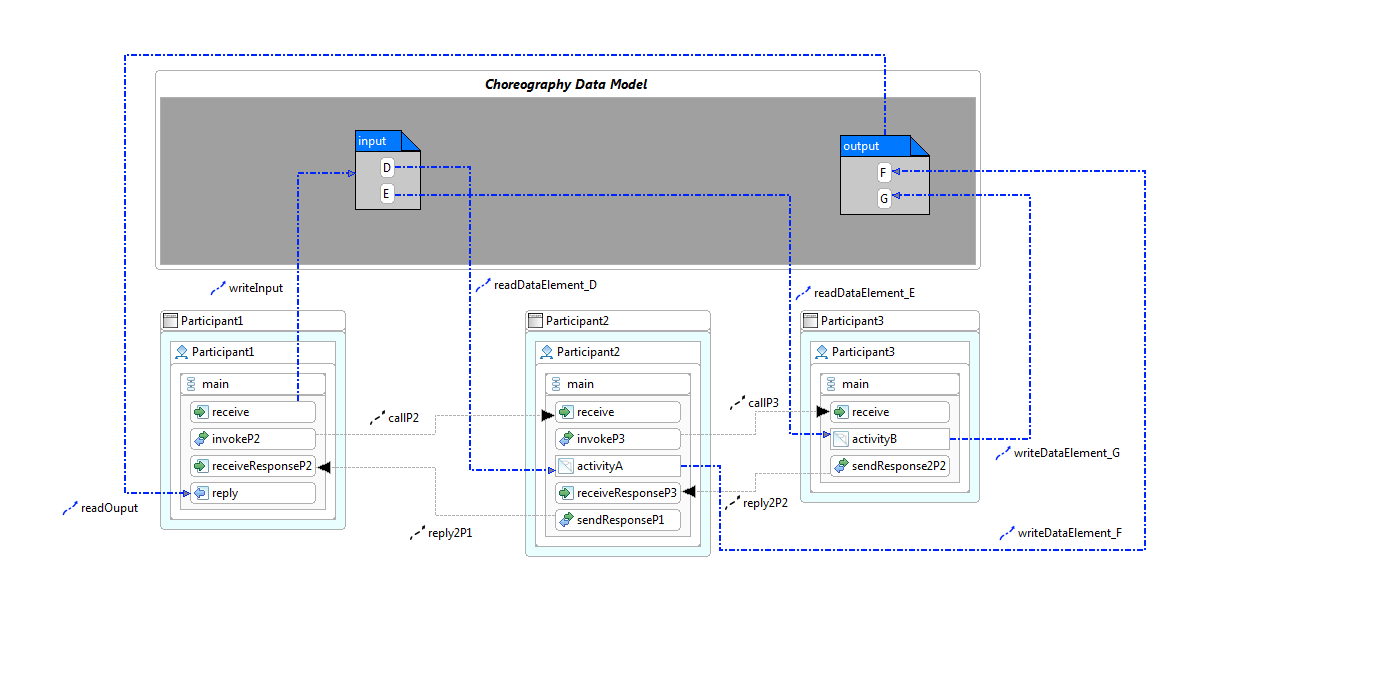 Choreography Data Model
input
D
E
output
F
G
writeInput
readDataElement_D
readDataElement_E
Participant1
Participant1
main
receive
invokeP2
receiveResponseP2
reply
callP2
reply2P1
readOuput
Participant2
Participant2
main
receive
invokeP3
activityA
receiveResponseP3
sendResponseP1
callP3
reply2P2
Participant3
Participant3
main
receive
activityB
sendResponse2P2
writeDataElement_G
writeDataElement_F